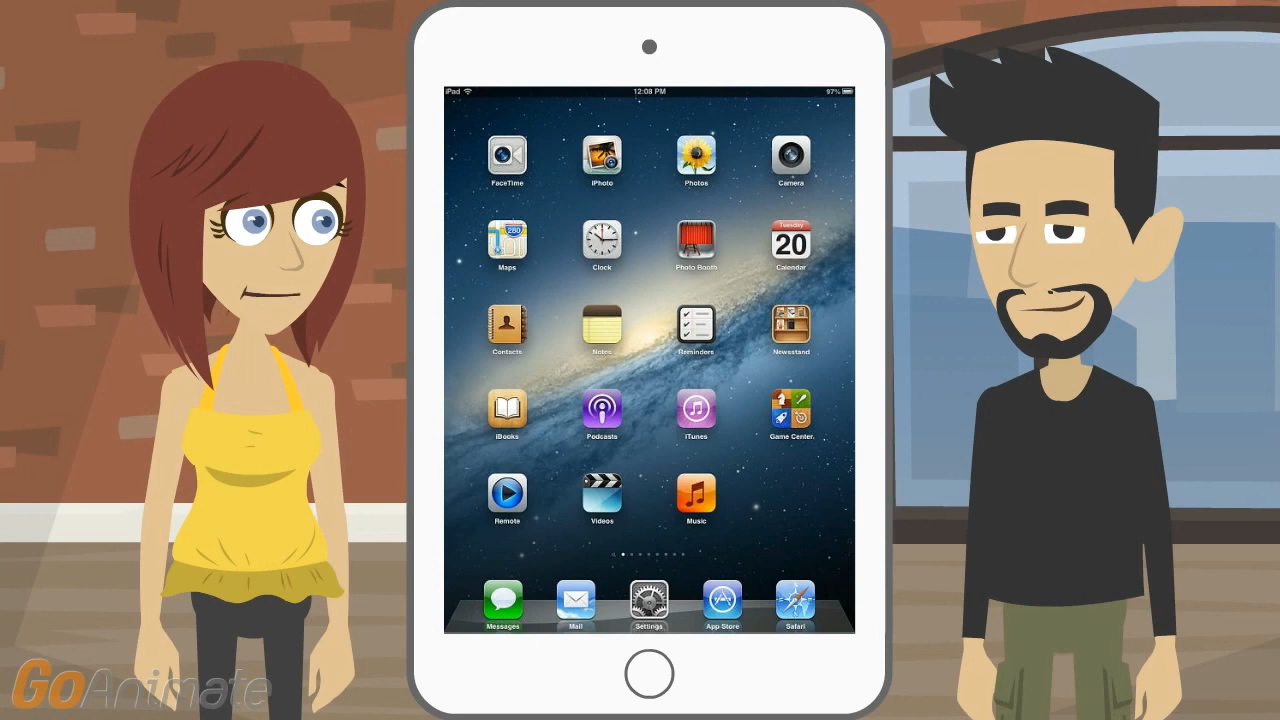 iPad 12:08 PM 97%
FaceTime iPhoto Photos Camera
280 Tuesday
20
Maps Clock Photo Booth Calendar
Contacts Notes Reminders Newsstand
iBooks Podcasts iTunes Game Center.
Remote Videos Music
Messages Mail Settings App Store Safari
GoAnimate